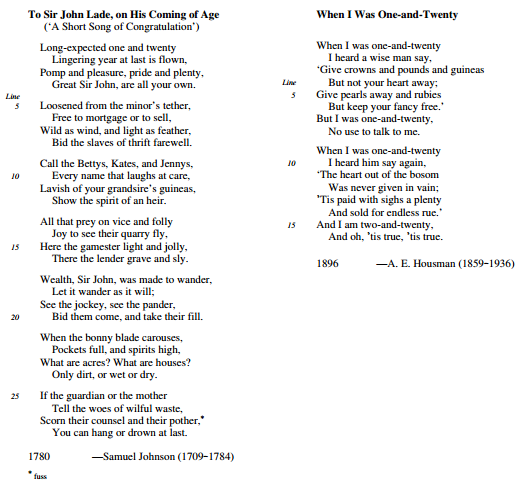 To Sir John Lade, on His Coming of Age
(‘A Short Song of Congratulation’)
Long-expected one and twenty
Lingering year at last is flown,
Pomp and pleasure, pride and plenty,
Great Sir John, are all your own.
Line
5 Loosened from the minor’s tether,
Free to mortgage or to sell,
Wild as wind, and light as feather,
Bid the slaves of thrift farewell.
Call the Bettys, Kates, and Jennys,
10 Every name that laughs at care,
Lavish of your grandsire’s guineas,
Show the spirit of an heir.
All that prey on vice and folly
Joy to see their quarry fly,
15 Here the gamester light and jolly,
There the lender grave and sly.
Wealth, Sir John, was made to wander,
Let it wander as it will;
See the jockey, see the pander,
20 Bid them come, and take their fill.
When the bonny blade carouses,
Pockets full, and spirits high,
What are acres? What are houses?
Only dirt, or wet or dry.
25 If the guardian or the mother
Tell the woes of wilful waste,
Scorn their counsel and their pother,*
You can hang or drown at last.
1780 —Samuel Johnson (1709–1784)
* fuss
When I Was One-and-Twenty
When I was one-and-twenty
I heard a wise man say,
‘Give crowns and pounds and guineas
Line But not your heart away;
5 Give pearls away and rubies
But keep your fancy free.’
But I was one-and-twenty,
No use to talk to me.
When I was one-and-twenty
10 I heard him say again,
‘The heart out of the bosom
Was never given in vain;
’Tis paid with sighs a plenty
And sold for endless rue.’
15 And I am two-and-twenty,
And oh, ’tis true, ’tis true.
1896 —A. E. Housman (1859–1936)